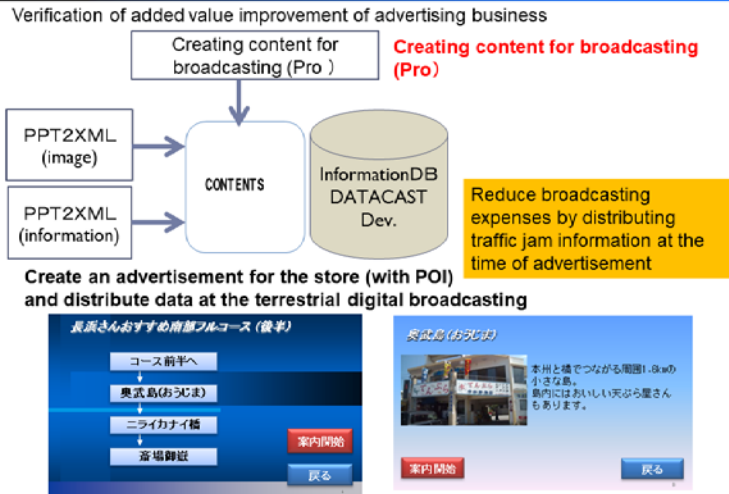 Verification of added value improvement of advertising business
Creating content for
broadcasting (Pro )
Creating content for broadcasting
(Pro)
PPT2XML
(image)
CONTENTS
InformationDB
DATACAST
Dev.
PPT2XML
(information)
Reduce broadcasting
expenses by distributing
traffic jam information at the
time of advertisement
Create an advertisement for the store (with POI)
and distribute data at the terrestrial digital broadcasting
長浜さんおすすめ南部フルコース (後半)
コース前半へ
奥武島(おうじま)
ニライカナイ橋
斎場御嶽
案内開始
戻る
奥武島(おうじま)
本州と橋でつながる周囲1.6kmの
小さな島。
島内にはおいしい天ぷら屋さん
もあります。
案内開始
戻る